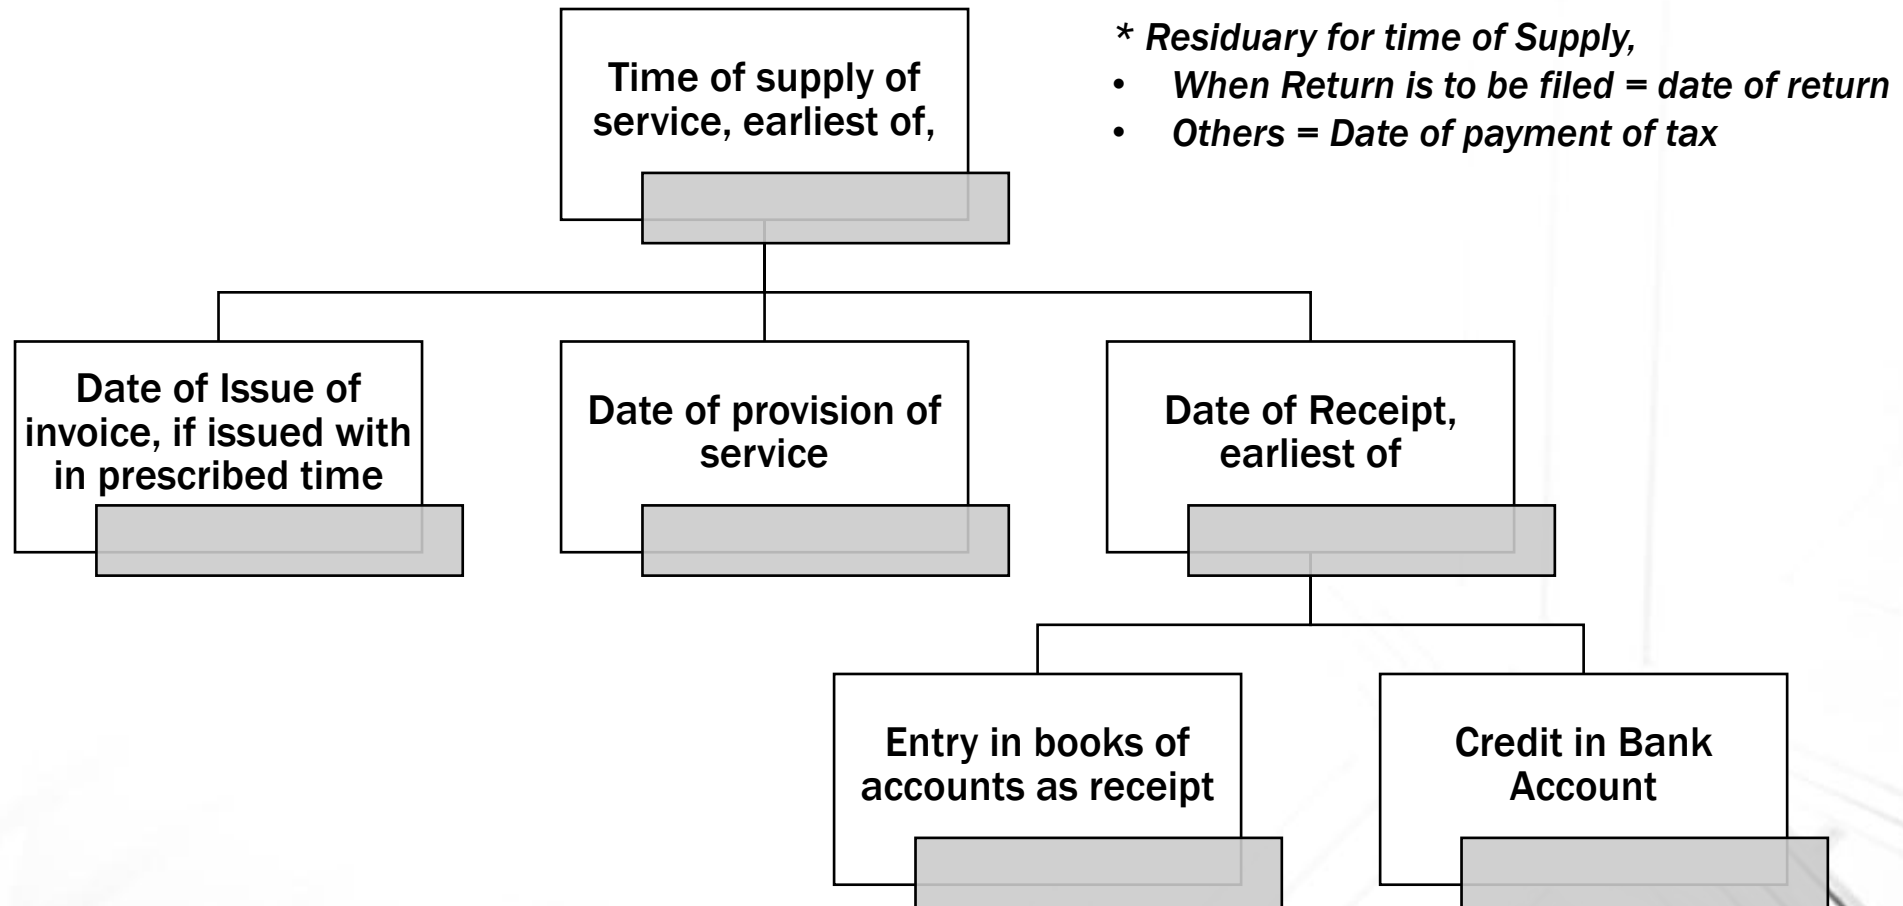 Time of supply of
service, earliest of,
* Residuary for time of Supply,
• When Return is to be filed = date of return
• Others = Date of payment of tax
Date of Issue of
invoice, if issued with
in prescribed time
Date of provision of
service
Date of Receipt,
earliest of
Entry in books of
accounts as receipt
Credit in Bank
Account